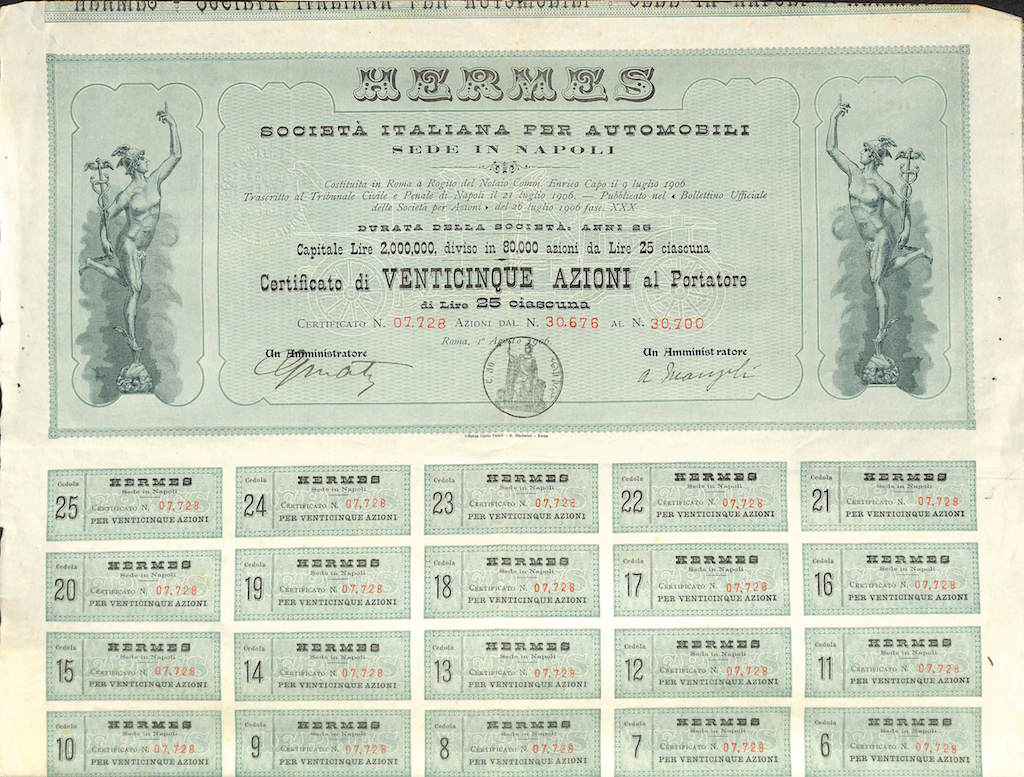 HERMES - SOCIETÀ ITALIANA PER AUTOMOBILI - SEDE IN NAPOLI
HERMES
SOCIETÀ ITALIANA PER AUTOMOBILI
SEDE IN NAPOLI
Costituita in Roma a Rogito del Notaio Comm. Enrico Capo il 9 luglio 1906
Trascritto al Tribunale Civile e Penale di Napoli il 21 luglio 1906. — Pubblicato nel « Bollettino Ufficiale
delle Società per Azioni » del 26 luglio 1906 fasc. XXX
DURATA DELLA SOCIETÀ: ANNI 25
Capitale Lire 2,000,000, diviso in 80,000 azioni da Lire 25 ciascuna
Certificato di VENTICINQUE AZIONI al Portatore
di Lire 25 ciascuna
CERTIFICATO N. 07.728 AZIONI DAL N. 30.676 AL N. 30.700
Roma, 1º Agosto 1906.
Un Amministratore
Un Amministratore
Cedola
25
HERMES
Sede in Napoli
CERTIFICATO N. 07.728
PER VENTICINQUE AZIONI
Cedola
24
HERMES
Sede in Napoli
CERTIFICATO N. 07.728
PER VENTICINQUE AZIONI
Cedola
23
HERMES
Sede in Napoli
CERTIFICATO N. 07.728
PER VENTICINQUE AZIONI
Cedola
22
HERMES
Sede in Napoli
CERTIFICATO N. 07.728
PER VENTICINQUE AZIONI
Cedola
21
HERMES
Sede in Napoli
CERTIFICATO N. 07.728
PER VENTICINQUE AZIONI
Cedola
20
HERMES
Sede in Napoli
CERTIFICATO N. 07.728
PER VENTICINQUE AZIONI
Cedola
19
HERMES
Sede in Napoli
CERTIFICATO N. 07.728
PER VENTICINQUE AZIONI
Cedola
18
HERMES
Sede in Napoli
CERTIFICATO N. 07.728
PER VENTICINQUE AZIONI
Cedola
17
HERMES
Sede in Napoli
CERTIFICATO N. 07.728
PER VENTICINQUE AZIONI
Cedola
16
HERMES
Sede in Napoli
CERTIFICATO N. 07.728
PER VENTICINQUE AZIONI
Cedola
15
HERMES
Sede in Napoli
CERTIFICATO N. 07.728
PER VENTICINQUE AZIONI
Cedola
14
HERMES
Sede in Napoli
CERTIFICATO N. 07.728
PER VENTICINQUE AZIONI
Cedola
13
HERMES
Sede in Napoli
CERTIFICATO N. 07.728
PER VENTICINQUE AZIONI
Cedola
12
HERMES
Sede in Napoli
CERTIFICATO N. 07.728
PER VENTICINQUE AZIONI
Cedola
11
HERMES
Sede in Napoli
CERTIFICATO N. 07.728
PER VENTICINQUE AZIONI
Cedola
10
HERMES
Sede in Napoli
CERTIFICATO N. 07.728
PER VENTICINQUE AZIONI
Cedola
9
HERMES
Sede in Napoli
CERTIFICATO N. 07.728
PER VENTICINQUE AZIONI
Cedola
8
HERMES
Sede in Napoli
CERTIFICATO N. 07.728
PER VENTICINQUE AZIONI
Cedola
7
HERMES
Sede in Napoli
CERTIFICATO N. 07.728
PER VENTICINQUE AZIONI
Cedola
6
HERMES
Sede in Napoli
CERTIFICATO N. 07.728
PER VENTICINQUE AZIONI